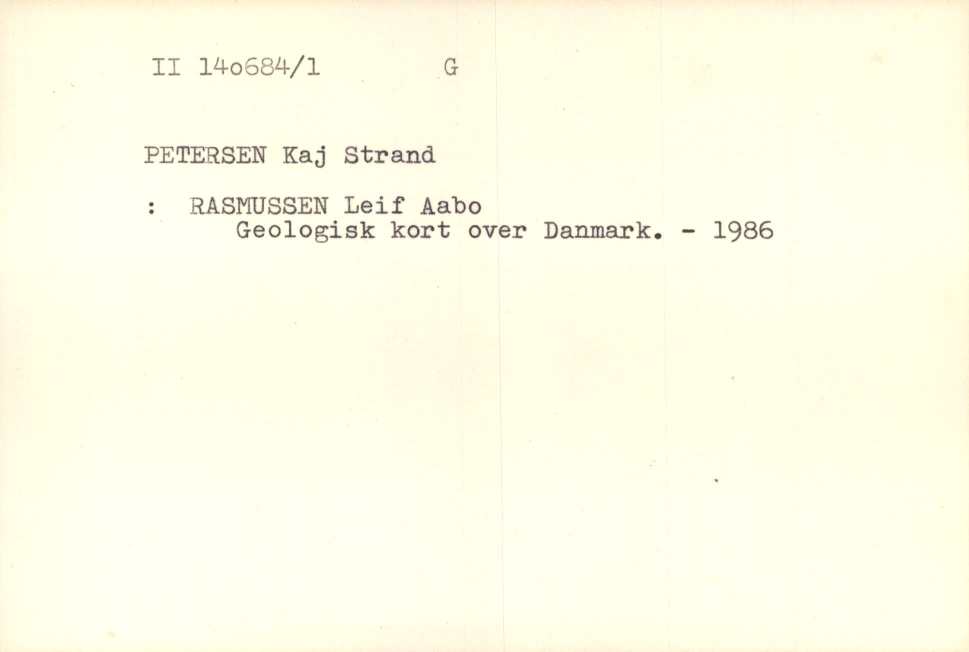 II 14o684/1 G
PETERSEN Kaj Strand
: RASMUSSEN Leif Aabo
Geologisk kort over Danmark. - 1986